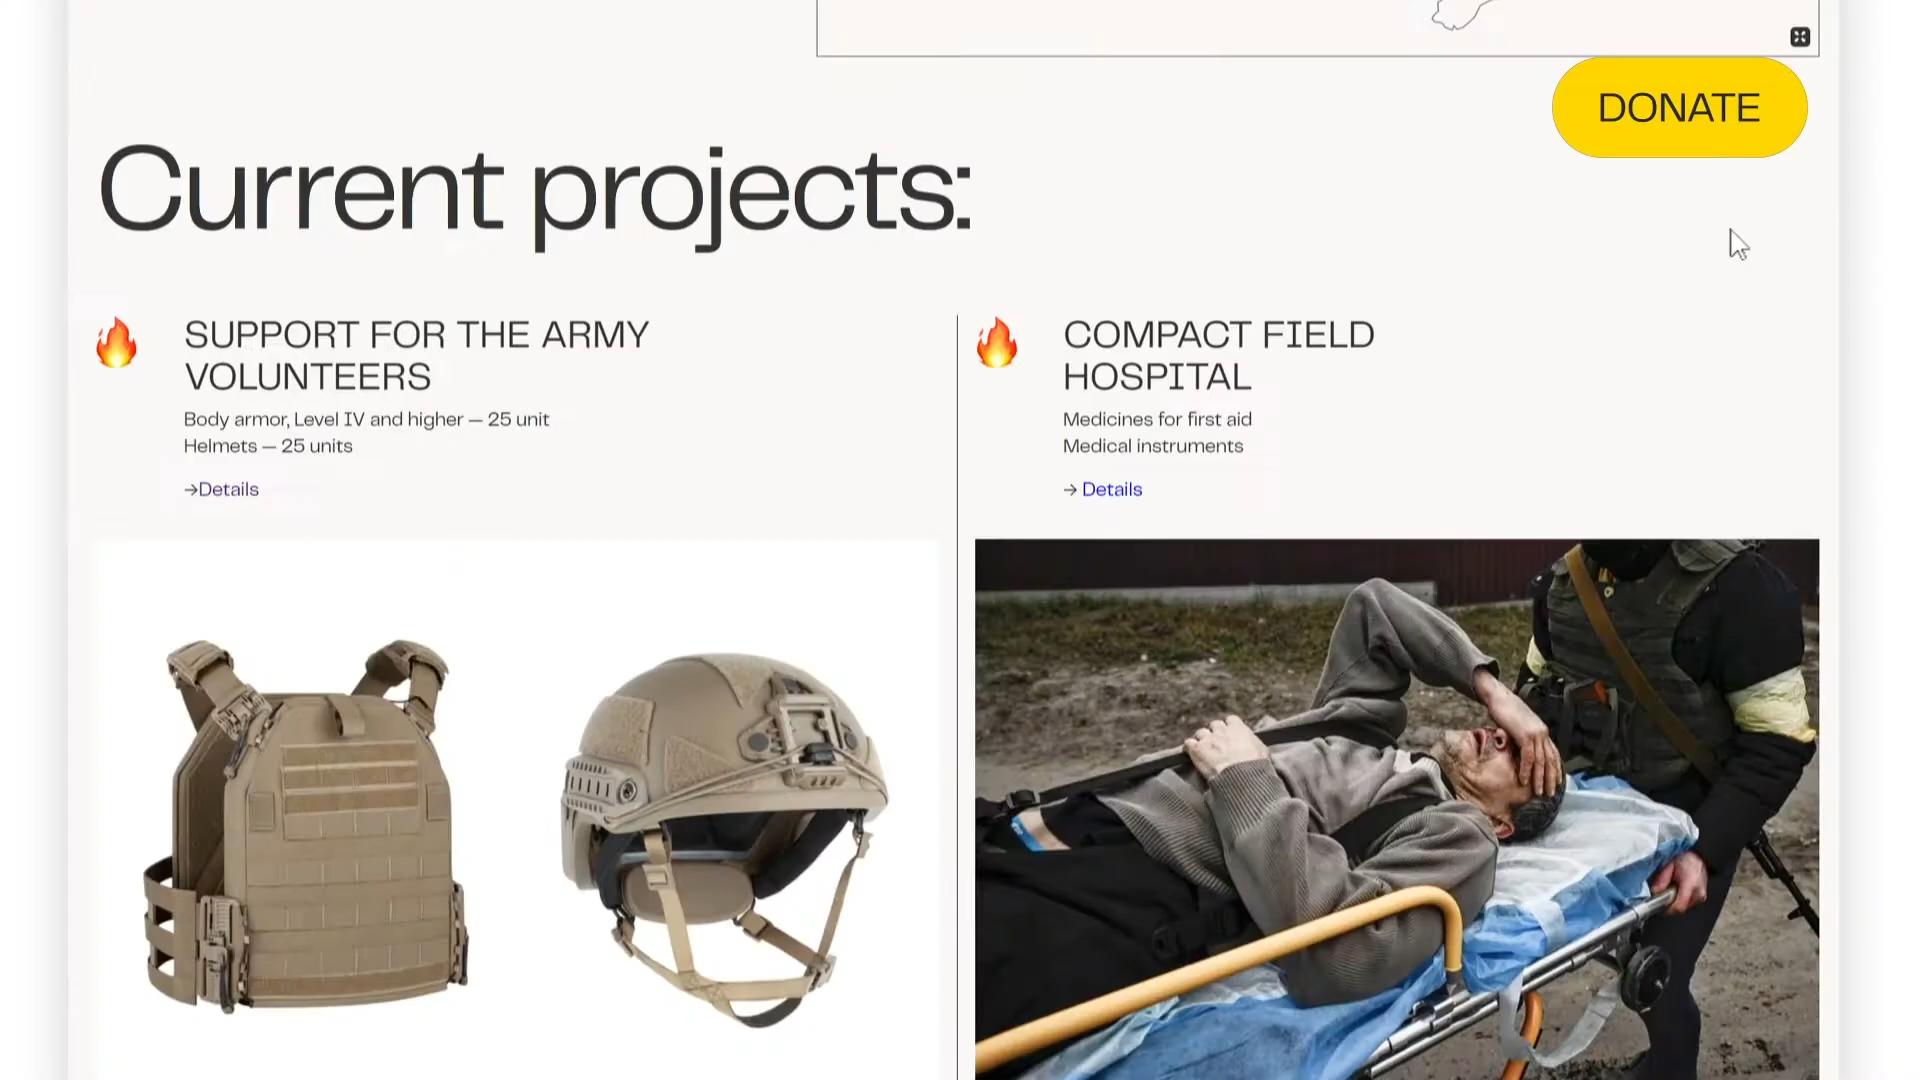 DONATE
Current projects:
SUPPORT FOR THE ARMY
VOLUNTEERS
Body armor, Level IV and higher — 25 unit
Helmets — 25 units
→Details
COMPACT FIELD
HOSPITAL
Medicines for first aid
Medical instruments
→ Details